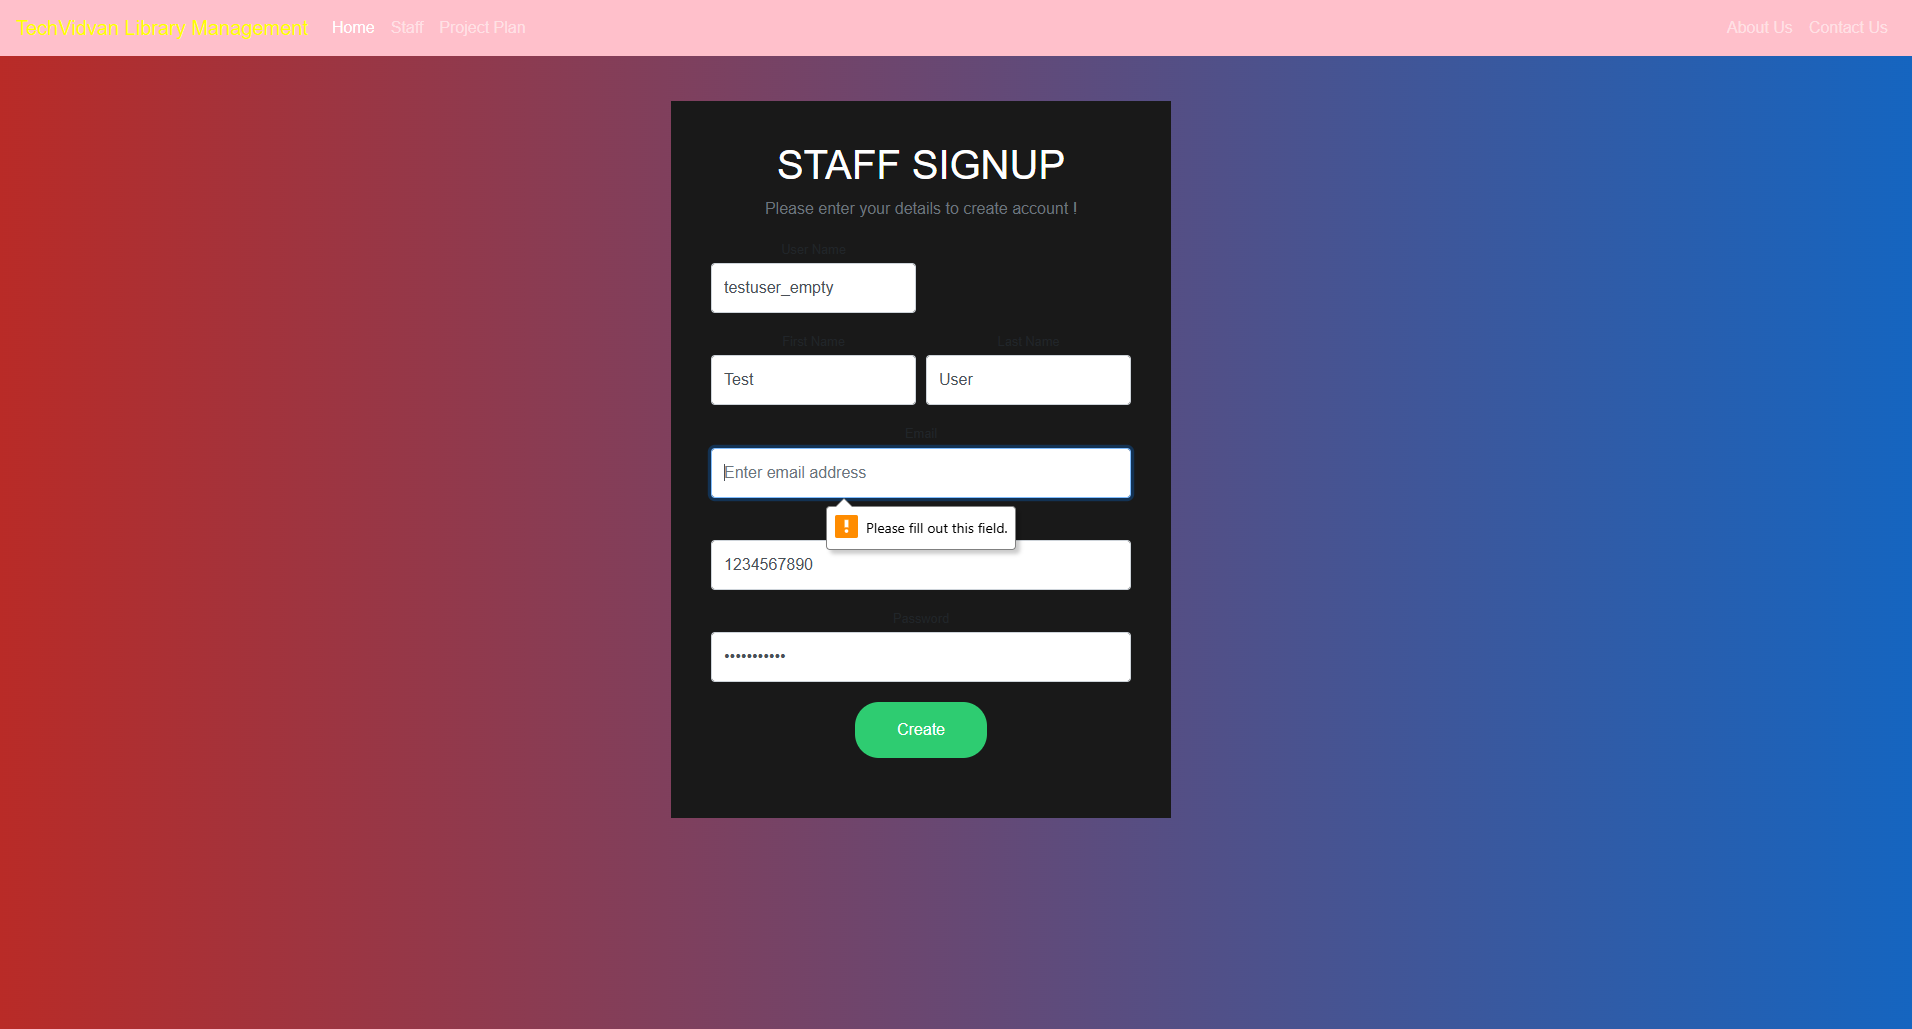 TechVidvan Library Management Home Staff Project Plan About Us Contact Us
STAFF SIGNUP
Please enter your details to create account !
User Name
testuser_empty
First Name Last Name
Test User
Email
Enter email address
! Please fill out this field.
1234567890
Password
•••••••••••
Create